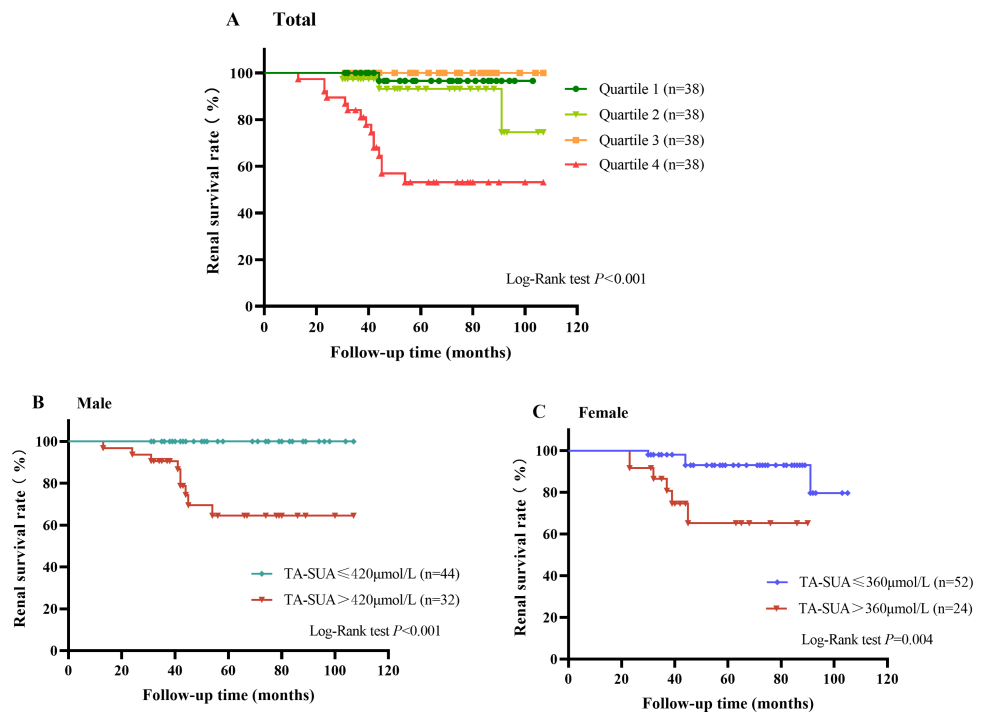 A Total
Renal survival rate ( %)
100
80
60
40
20
0
0 20 40 60 80 100 120
Follow-up time (months)
Quartile 1 (n=38)
Quartile 2 (n=38)
Quartile 3 (n=38)
Quartile 4 (n=38)
Log-Rank test P<0.001
B Male
Renal survival rate ( %)
100
80
60
40
20
0
0 20 40 60 80 100 120
Follow-up time (months)
TA-SUA≤420μmol/L (n=44)
TA-SUA>420μmol/L (n=32)
Log-Rank test P<0.001
C Female
Renal survival rate ( %)
100
80
60
40
20
0
0 20 40 60 80 100 120
Follow-up time (months)
TA-SUA≤360μmol/L (n=52)
TA-SUA>360μmol/L (n=24)
Log-Rank test P=0.004